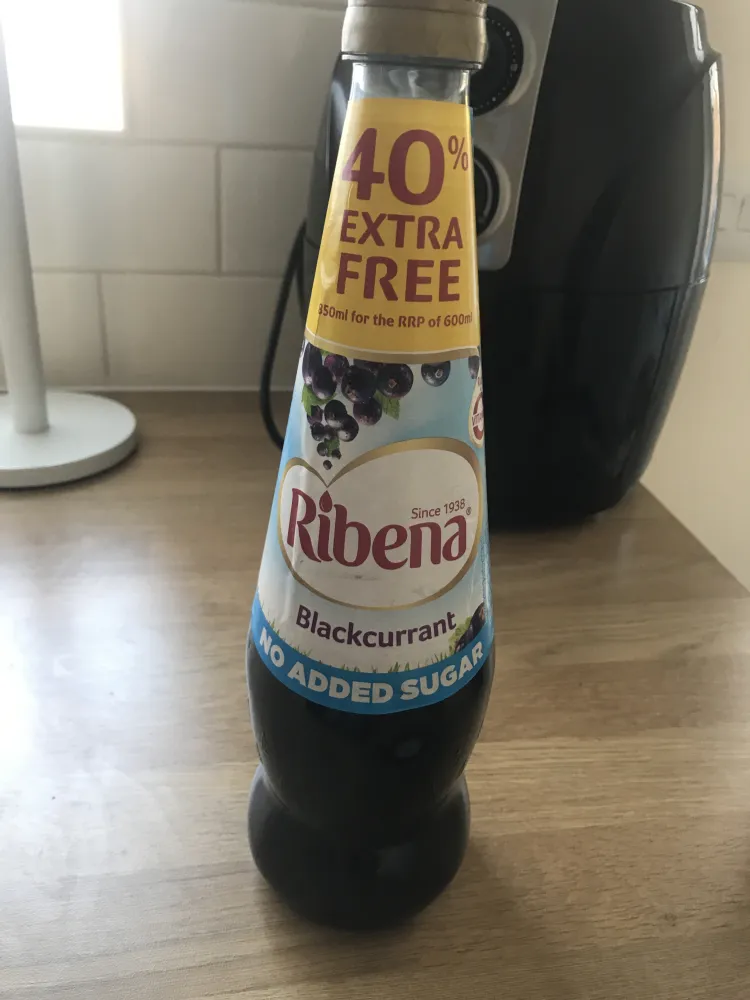 40%
EXTRA
FREE
850ml for the RRP of 600ml
Since 1938
Ribena®
Blackcurrant
NO ADDED SUGAR